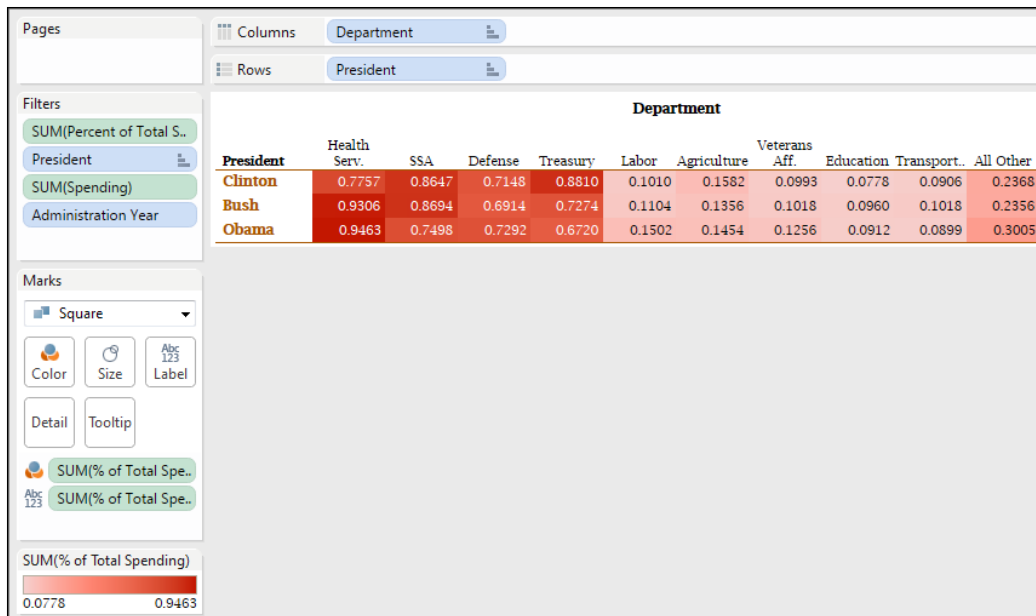 Pages
Columns Department
Rows President
Filters
SUM(Percent of Total S..
President
SUM(Spending)
Administration Year
Marks
Square
Color Size Abc 123 Label
Detail Tooltip
SUM(% of Total Spe..
Abc 123 SUM(% of Total Spe..
SUM(% of Total Spending)
0.0778 0.9463
Department
President Health Serv. SSA Defense Treasury Labor Agriculture Veterans Aff. Education Transport.. All Other
Clinton 0.7757 0.8647 0.7148 0.8810 0.1010 0.1582 0.0993 0.0778 0.0906 0.2368
Bush 0.9306 0.8694 0.6914 0.7274 0.1104 0.1356 0.1018 0.0960 0.1018 0.2356
Obama 0.9463 0.7498 0.7292 0.6720 0.1502 0.1454 0.1256 0.0912 0.0899 0.3005